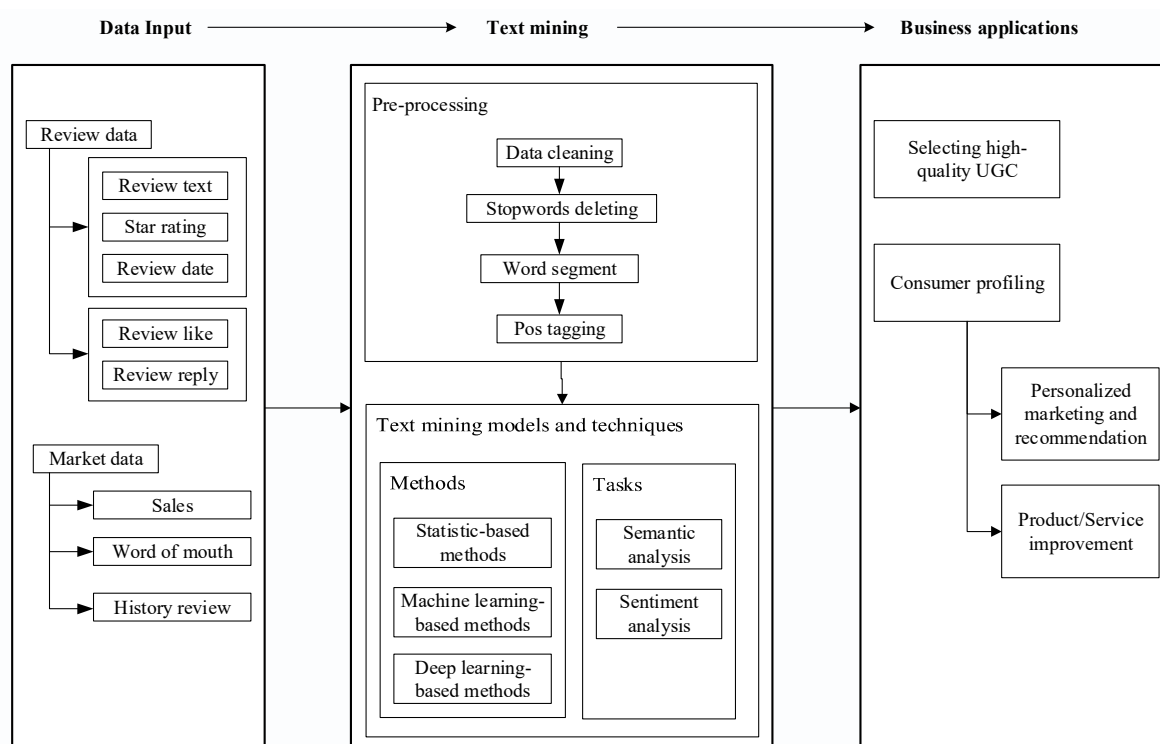 Data Input
Text mining
Business applications
Review data
Review text
Star rating
Review date
Review like
Review reply
Market data
Sales
Word of mouth
History review
Pre-processing
Data cleaning
Stopwords deleting
Word segment
Pos tagging
Text mining models and techniques
Methods
Statistic-based
methods
Machine learning-
based methods
Deep learning-
based methods
Tasks
Semantic
analysis
Sentiment
analysis
Selecting high-
quality UGC
Consumer profiling
Personalized
marketing and
recommendation
Product/Service
improvement